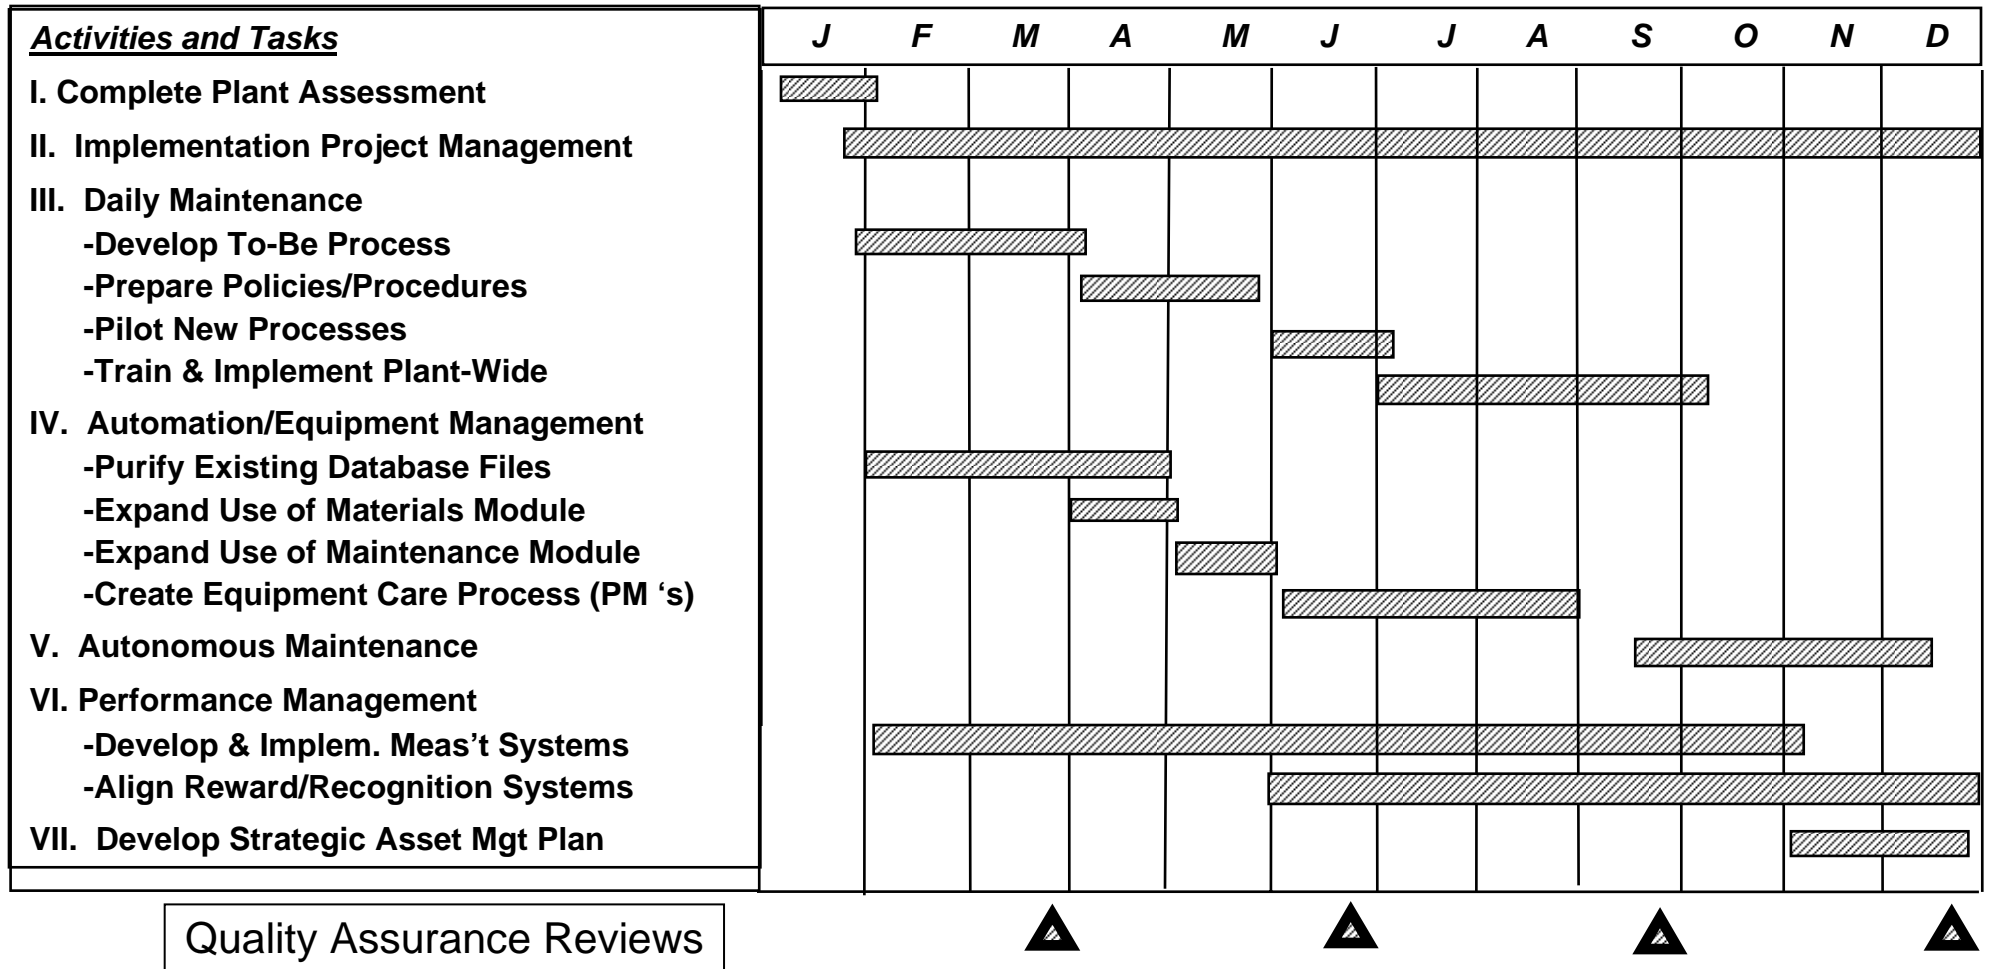 Activities and Tasks
J F M A M J J A S O N D
I. Complete Plant Assessment
II. Implementation Project Management
III. Daily Maintenance
-Develop To-Be Process
-Prepare Policies/Procedures
-Pilot New Processes
-Train & Implement Plant-Wide
IV. Automation/Equipment Management
-Purify Existing Database Files
-Expand Use of Materials Module
-Expand Use of Maintenance Module
-Create Equipment Care Process (PM ‘s)
V. Autonomous Maintenance
VI. Performance Management
-Develop & Implem. Meas’t Systems
-Align Reward/Recognition Systems
VII. Develop Strategic Asset Mgt Plan
Quality Assurance Reviews